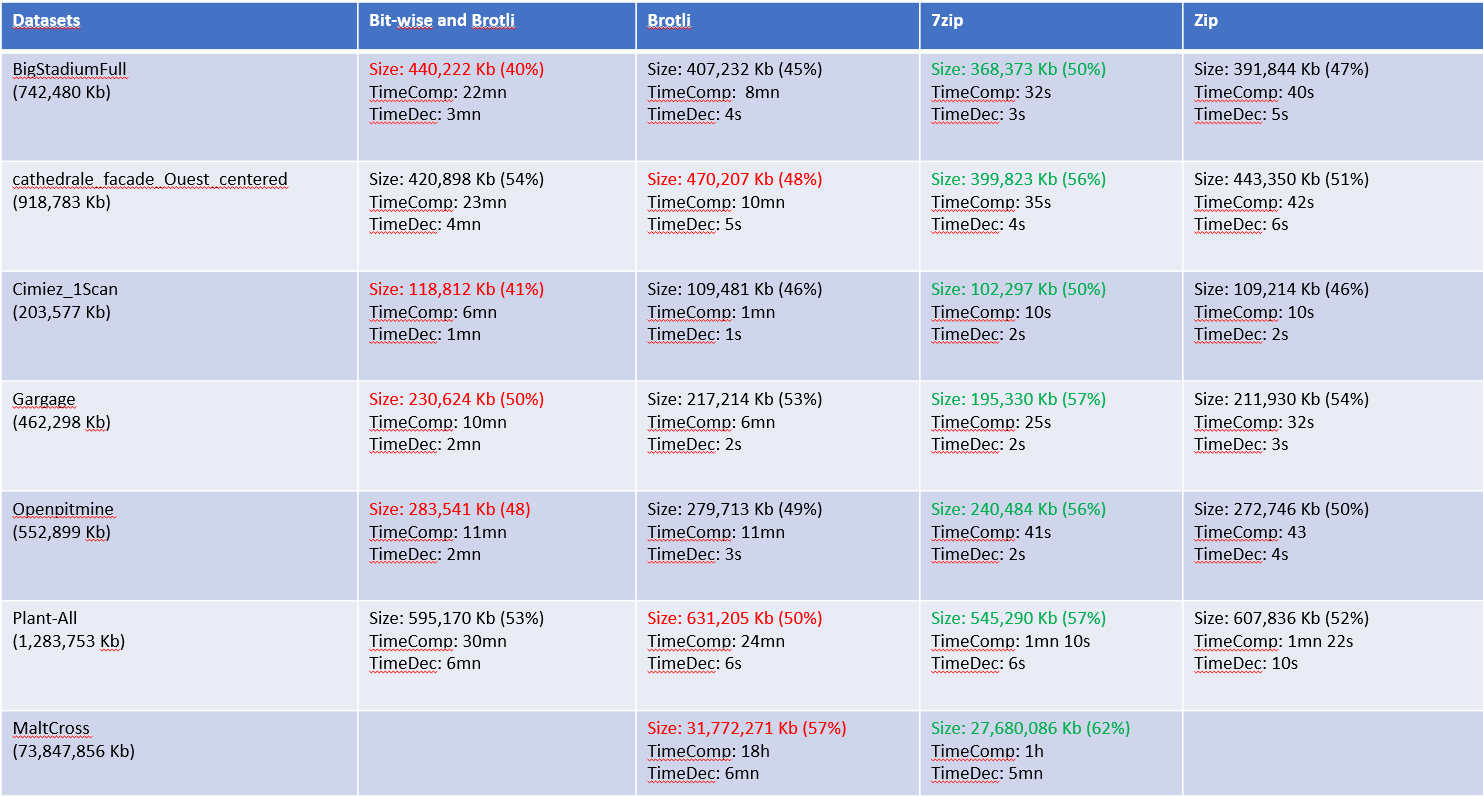 Datasets
Bit-wise and Brotli
Brotli
7zip
Zip
BigStadiumFull
(742,480 Kb)
Size: 440,222 Kb (40%)
TimeComp: 22mn
TimeDec: 3mn
Size: 407,232 Kb (45%)
TimeComp:  8mn
TimeDec: 4s
Size: 368,373 Kb (50%)
TimeComp: 32s
TimeDec: 3s
Size: 391,844 Kb (47%)
TimeComp: 40s
TimeDec: 5s
cathedrale_facade_Ouest_centered
(918,783 Kb)
Size: 420,898 Kb (54%)
TimeComp: 23mn
TimeDec: 4mn
Size: 470,207 Kb (48%)
TimeComp: 10mn
TimeDec: 5s
Size: 399,823 Kb (56%)
TimeComp: 35s
TimeDec: 4s
Size: 443,350 Kb (51%)
TimeComp: 42s
TimeDec: 6s
Cimiez_1Scan
(203,577 Kb)
Size: 118,812 Kb (41%)
TimeComp: 6mn
TimeDec: 1mn
Size: 109,481 Kb (46%)
TimeComp: 1mn
TimeDec: 1s
Size: 102,297 Kb (50%)
TimeComp: 10s
TimeDec: 2s
Size: 109,214 Kb (46%)
TimeComp: 10s
TimeDec: 2s
Gargage
(462,298 Kb)
Size: 230,624 Kb (50%)
TimeComp: 10mn
TimeDec: 2mn
Size: 217,214 Kb (53%)
TimeComp: 6mn
TimeDec: 2s
Size: 195,330 Kb (57%)
TimeComp: 25s
TimeDec: 2s
Size: 211,930 Kb (54%)
TimeComp: 32s
TimeDec: 3s
Openpitmine
(552,899 Kb)
Size: 283,541 Kb (48)
TimeComp: 11mn
TimeDec: 2mn
Size: 279,713 Kb (49%)
TimeComp: 11mn
TimeDec: 3s
Size: 240,484 Kb (56%)
TimeComp: 41s
TimeDec: 2s
Size: 272,746 Kb (50%)
TimeComp: 43
TimeDec: 4s
Plant-All
(1,283,753 Kb)
Size: 595,170 Kb (53%)
TimeComp: 30mn
TimeDec: 6mn
Size: 631,205 Kb (50%)
TimeComp: 24mn
TimeDec: 6s
Size: 545,290 Kb (57%)
TimeComp: 1mn 10s
TimeDec: 6s
Size: 607,836 Kb (52%)
TimeComp: 1mn 22s
TimeDec: 10s
MaltCross
(73,847,856 Kb)
Size: 31,772,271 Kb (57%)
TimeComp: 18h
TimeDec: 6mn
Size: 27,680,086 Kb (62%)
TimeComp: 1h
TimeDec: 5mn